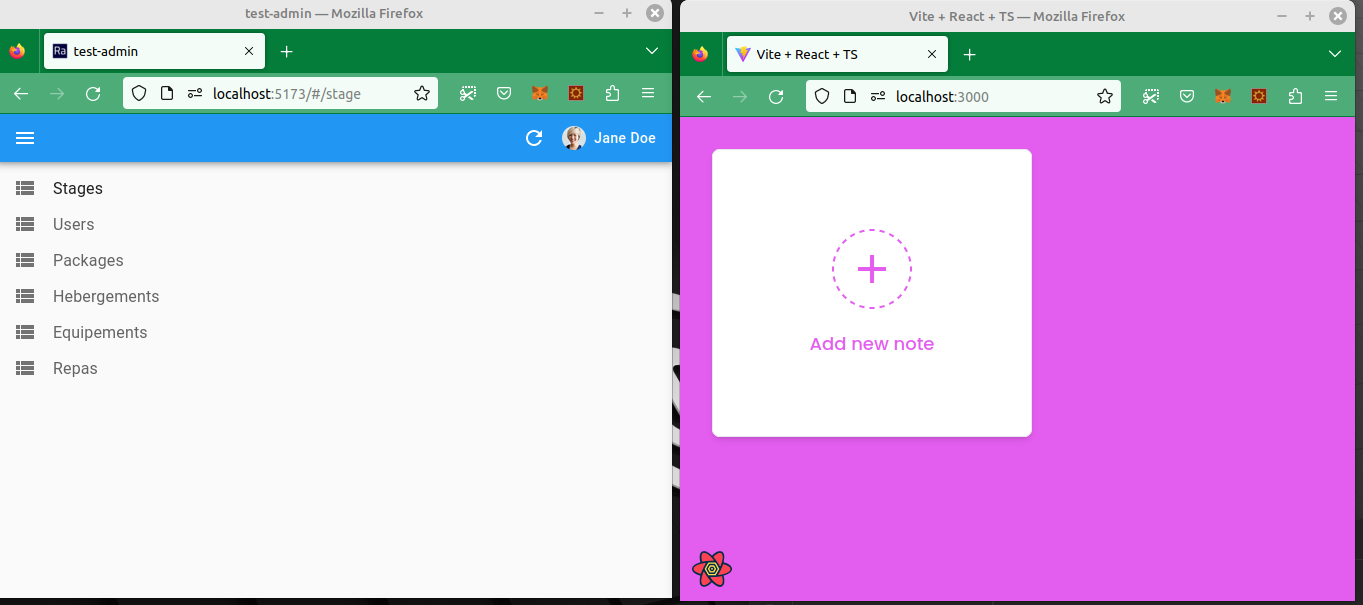 test-admin — Mozilla Firefox
Ra test-admin
localhost:5173/#/stage
Jane Doe
Stages
Users
Packages
Hebergements
Equipements
Repas
Vite + React + TS — Mozilla Firefox
Vite + React + TS
localhost:3000
Add new note